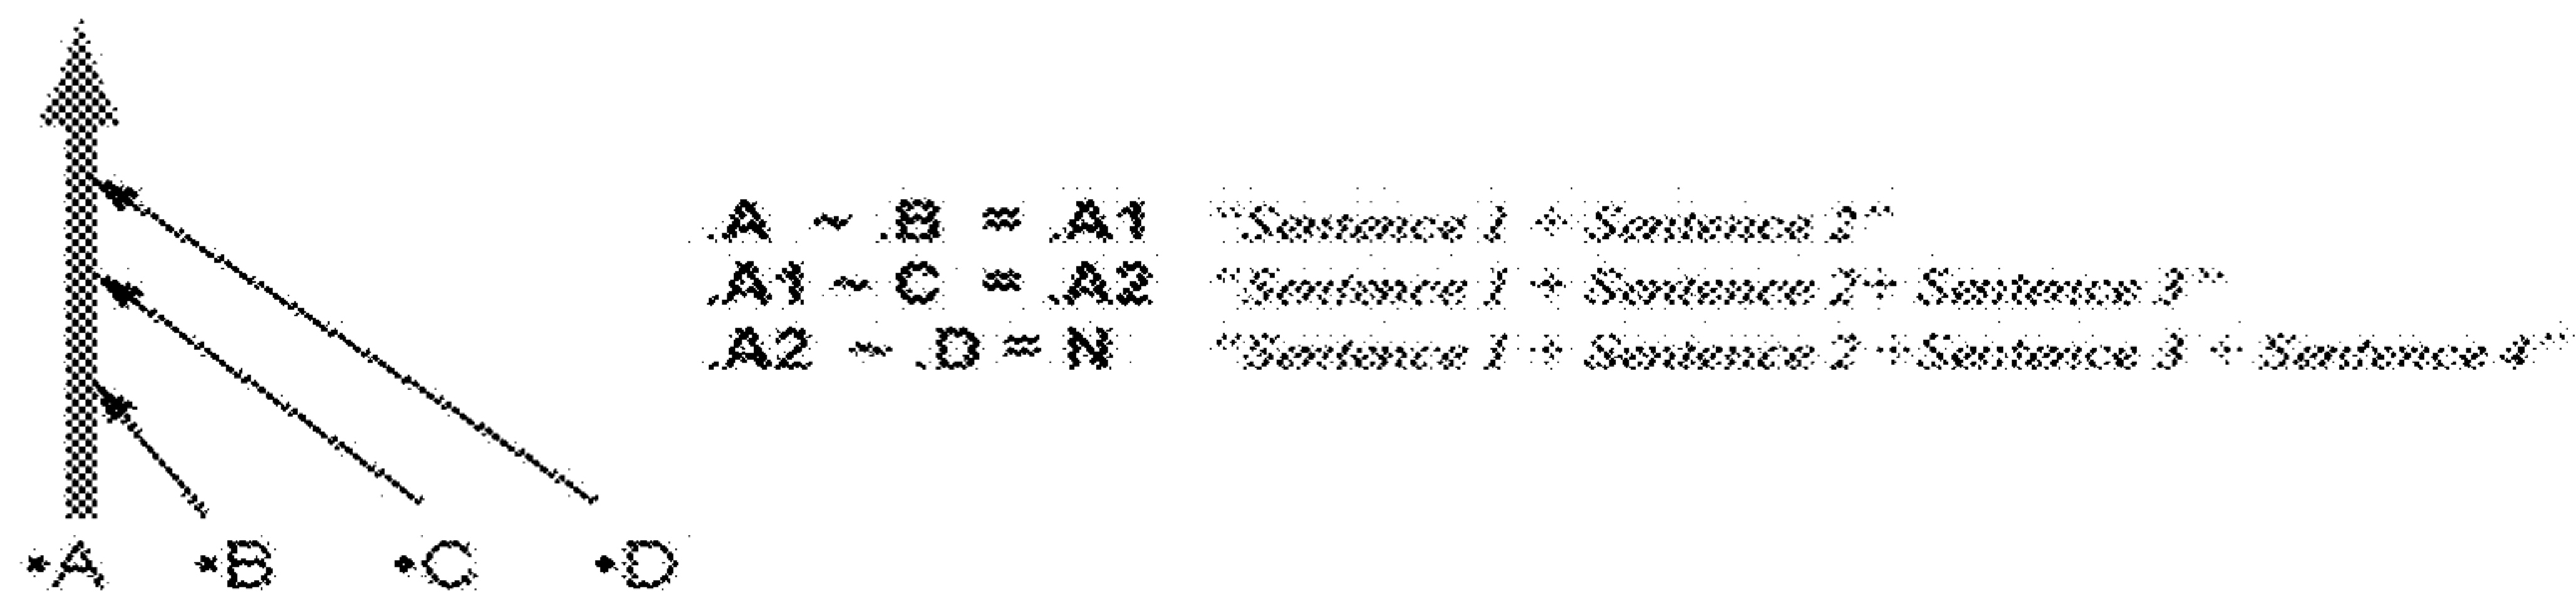 .A ~ .B = .A1 "Sentence 1 + Sentence 2"
.A1 ~ C = .A2 "Sentence 1 + Sentence 2+ Sentence 3"
.A2 ~ .D = N "Sentence 1 + Sentence 2 +Sentence 3 + Sentence 4"
•A •B •C •D